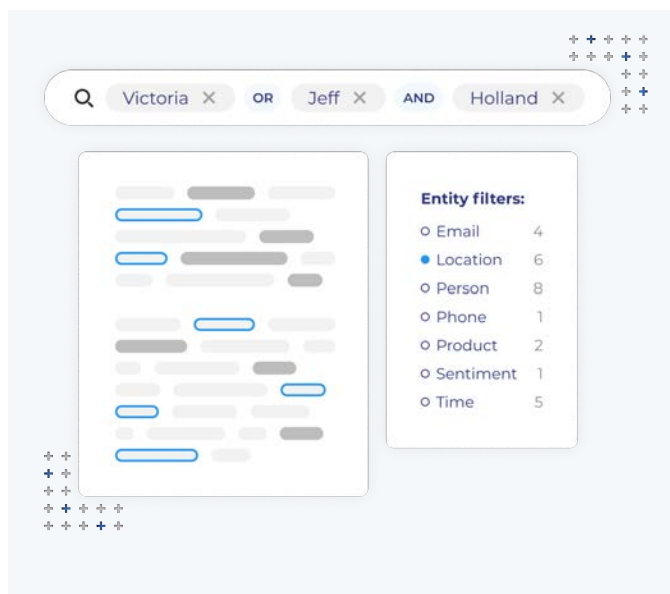 Victoria × OR Jeff × AND Holland ×
Entity filters:
Email 4
Location 6
Person 8
Phone 1
Product 2
Sentiment 1
Time 5